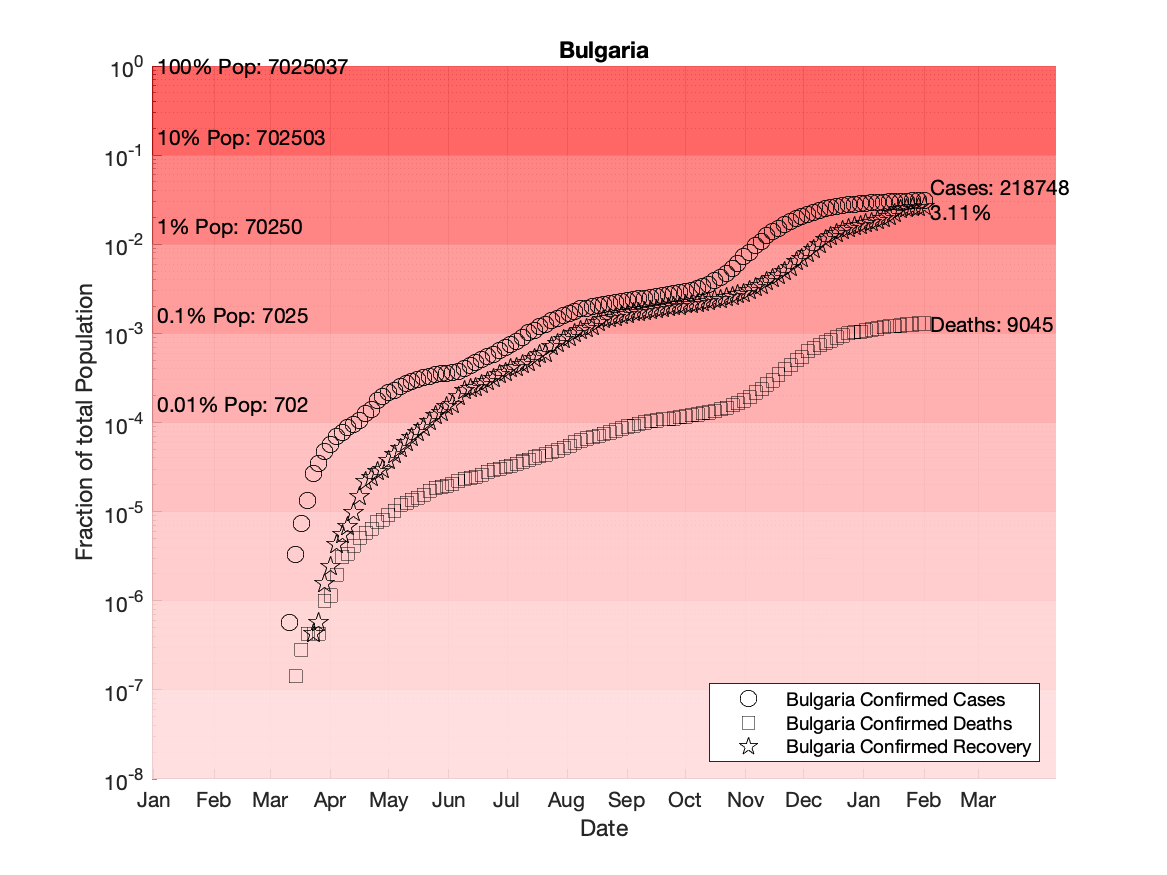 Bulgaria
10^0
100% Pop: 7025037
10% Pop: 702503
10^-1
Cases: 218748
3.11%
1% Pop: 70250
10^-2
0.1% Pop: 7025
Deaths: 9045
10^-3
0.01% Pop: 702
10^-4
10^-5
10^-6
10^-7
10^-8
Fraction of total Population
Bulgaria Confirmed Cases
Bulgaria Confirmed Deaths
Bulgaria Confirmed Recovery
Jan Feb Mar Apr May Jun Jul Aug Sep Oct Nov Dec Jan Feb Mar
Date